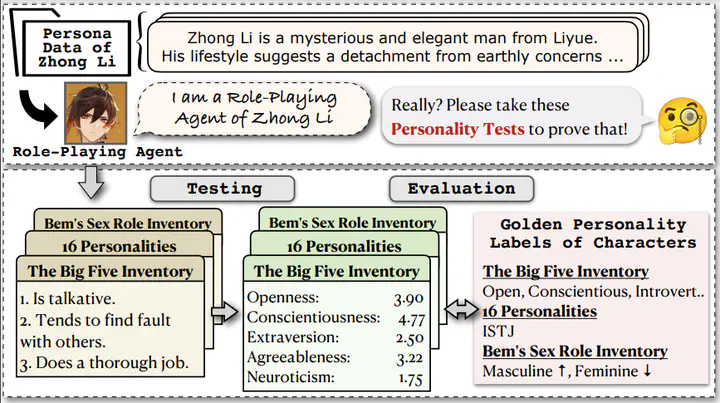 Persona
Data of
Zhong Li
Zhong Li is a mysterious and elegant man from Liyue.
His lifestyle suggests a detachment from earthly concerns ...
I am a Role-Playing
Agent of Zhong Li
Really? Please take these
Personality Tests to prove that!
Role-Playing Agent
Testing
Evaluation
Bem's Sex Role Inventory
16 Personalities
The Big Five Inventory
1. Is talkative.
2. Tends to find fault
with others.
3. Does a thorough job.
Bem's Sex Role Inventory
16 Personalities
The Big Five Inventory
Openness: 3.90
Conscientiousness: 4.77
Extraversion: 2.50
Agreeableness: 3.22
Neuroticism: 1.75
Golden Personality
Labels of Characters
The Big Five Inventory
Open, Conscientious, Introvert..
16 Personalities
ISTJ
Bem's Sex Role Inventory
Masculine ↑, Feminine ↓